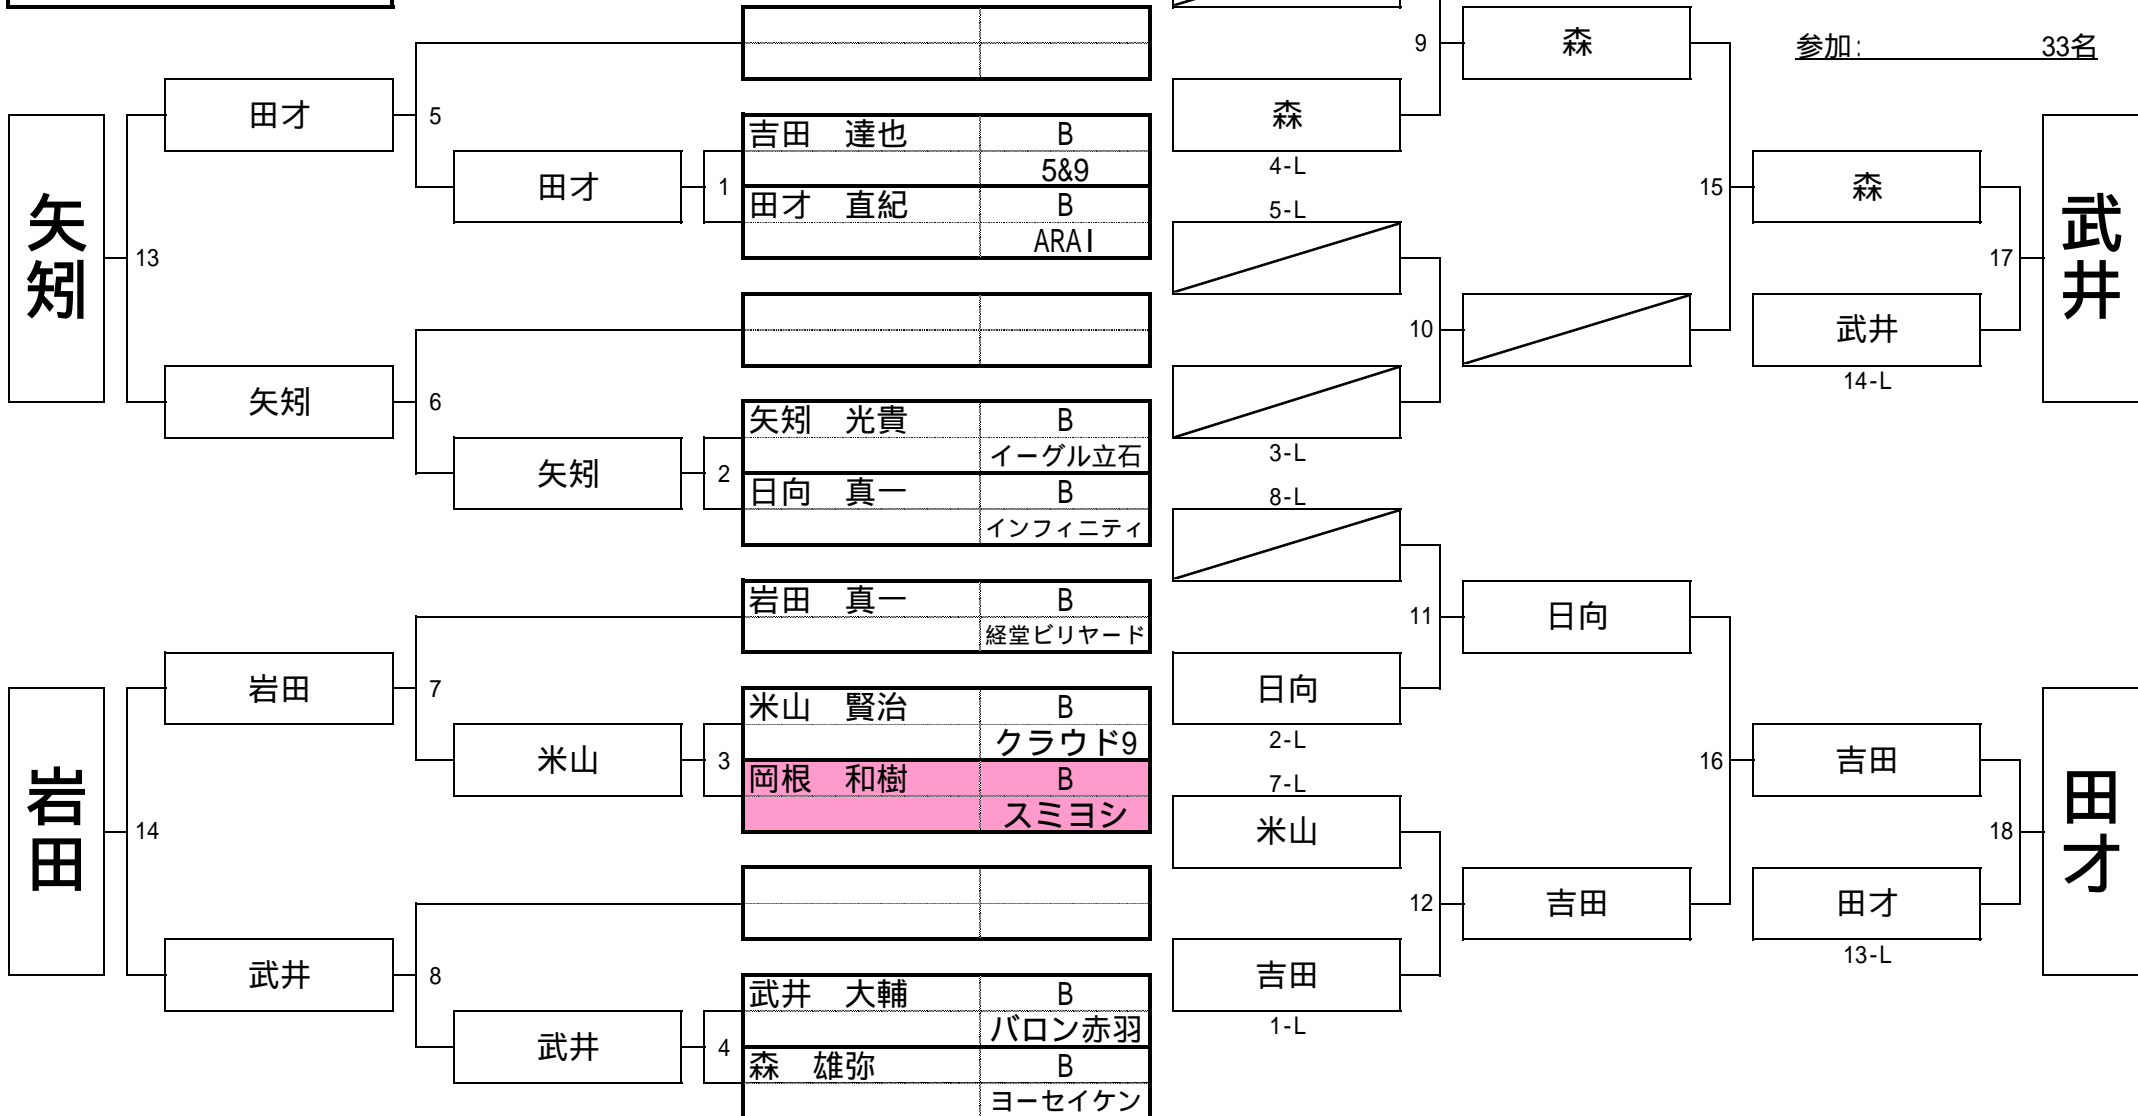 参加: 33名
9
森
田才
5
森
4-L
吉田 達也 B
5&9
田才
1
田才 直紀 B
ARAI
5-L
15
森
矢矧
13
武井
17
10
武井
14-L
矢矧
6
3-L
矢矧 光貴 B
イーグル立石
矢矧
2
日向 真一 B
インフィニティ
8-L
岩田 真一 B
経堂ビリヤード
11
日向
岩田
7
日向
2-L
米山 賢治 B
クラウド9
米山
3
岡根 和樹 B
スミヨシ
7-L
16
吉田
岩田
14
米山
田才
18
12
吉田
田才
13-L
武井
8
吉田
1-L
武井 大輔 B
バロン赤羽
武井
4
森 雄弥 B
ヨーセイケン